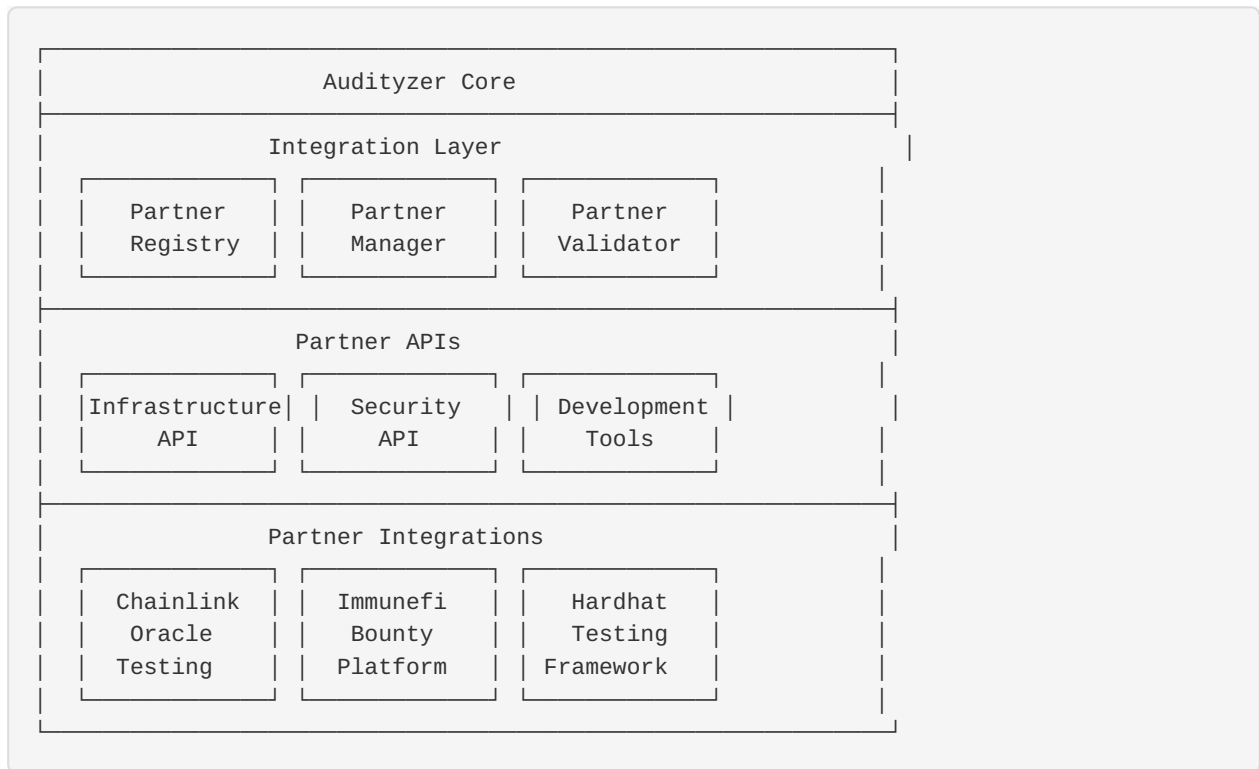 Audityzer Core
Integration Layer
Partner Partner Partner
Registry Manager Validator
Partner APIs
Infrastructure Security Development
API API Tools
Partner Integrations
Chainlink Immunefi Hardhat
Oracle Bounty Testing
Testing Platform Framework